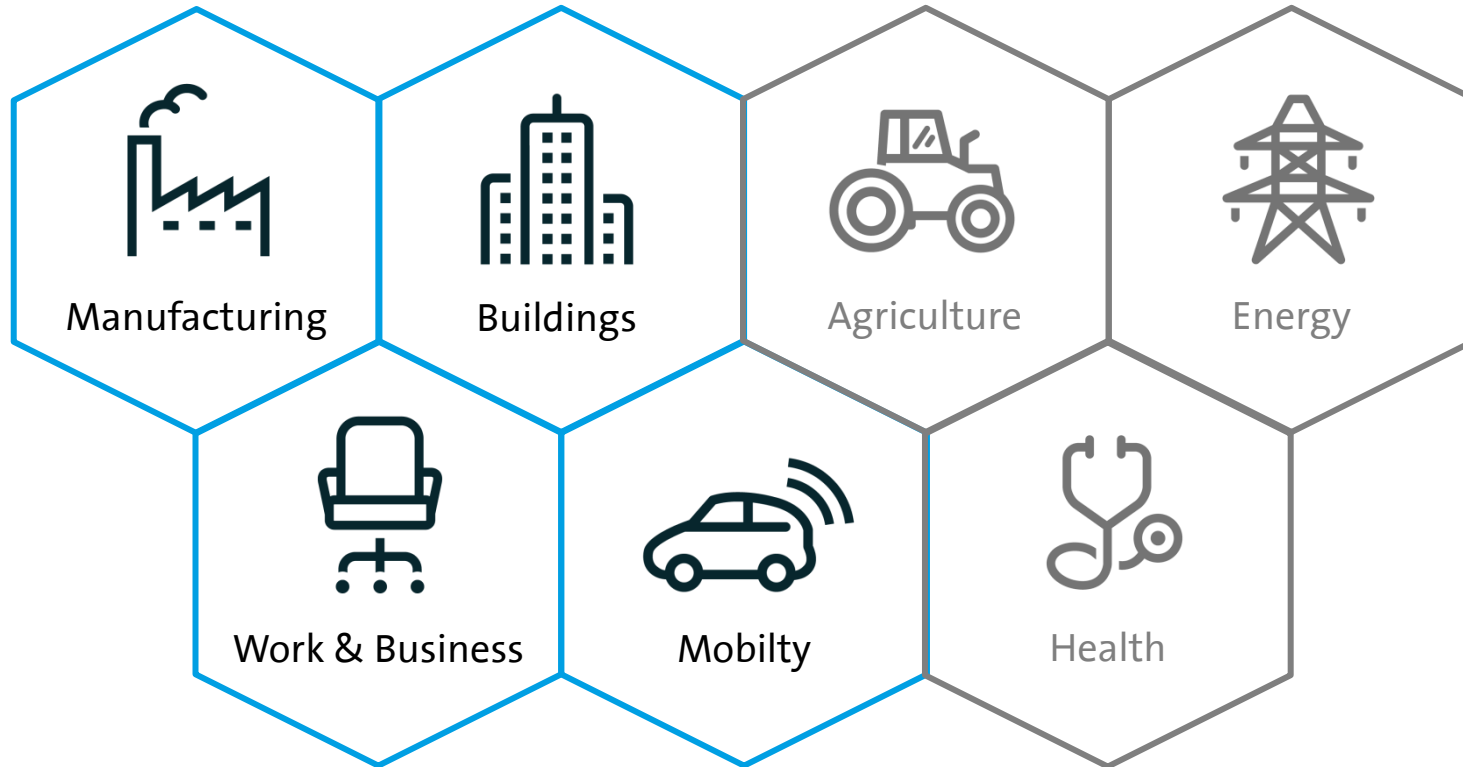 Manufacturing
Buildings
Agriculture
Energy
Work & Business
Mobilty
Health